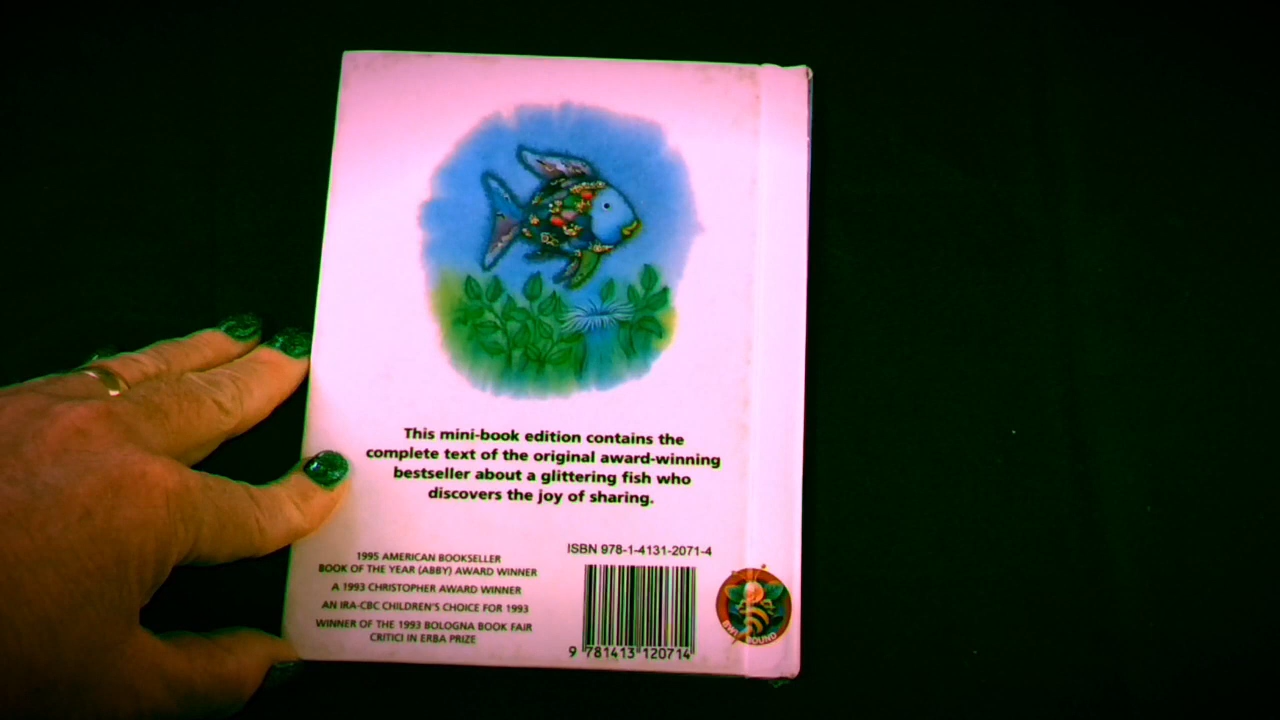 This mini-book edition contains the
complete text of the original award-winning
bestseller about a glittering fish who
discovers the joy of sharing.
1995 AMERICAN BOOKSELLER
BOOK OF THE YEAR (ABBY) AWARD WINNER
A 1993 CHRISTOPHER AWARD WINNER
AN IRA-CBC CHILDREN'S CHOICE FOR 1993
WINNER OF THE 1993 BOLOGNA BOOK FAIR
CRITICI IN ERBA PRIZE
ISBN 978-1-4131-2071-4
9 781413 120714
BOUND